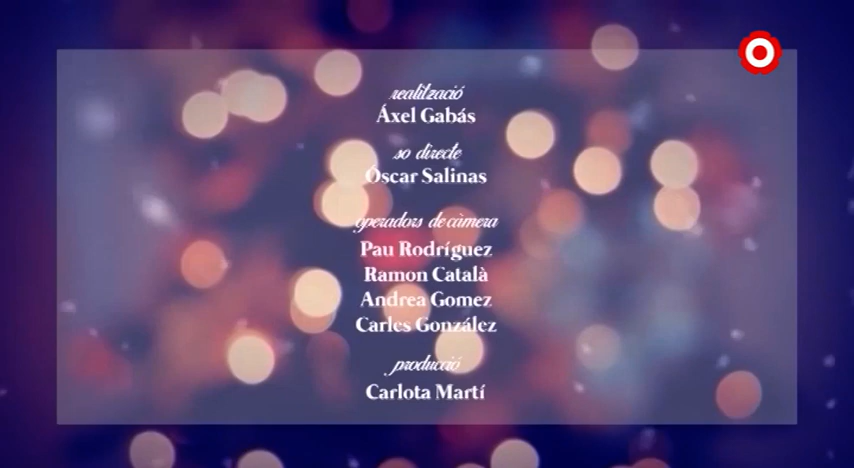 realització
Áxel Gabás
so directe
Óscar Salinas
operadors de càmera
Pau Rodríguez
Ramon Català
Andrea Gomez
Carles González
producció
Carlota Martí